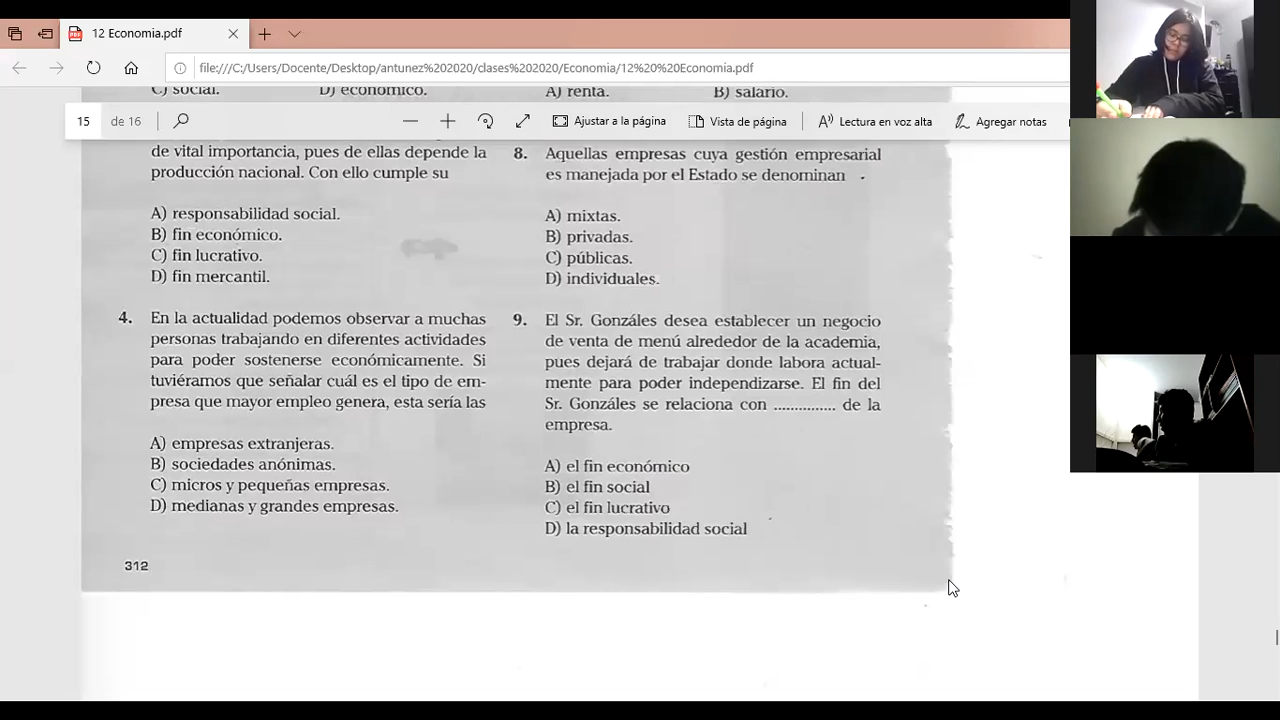 12 Economia.pdf
file:///C:/Users/Docente/Desktop/antunez%202020/clases%202020/Economia/12%20%20Economia.pdf
C) social. D) económico.
A) renta. B) salario.
15 de 16
Ajustar a la página
Vista de página
Lectura en voz alta
Agregar notas
de vital importancia, pues de ellas depende la
producción nacional. Con ello cumple su
A) responsabilidad social.
B) fin económico.
C) fin lucrativo.
D) fin mercantil.
4. En la actualidad podemos observar a muchas
personas trabajando en diferentes actividades
para poder sostenerse económicamente. Si
tuviéramos que señalar cuál es el tipo de em-
presa que mayor empleo genera, esta sería las
A) empresas extranjeras.
B) sociedades anónimas.
C) micros y pequeñas empresas.
D) medianas y grandes empresas.
312
8. Aquellas empresas cuya gestión empresarial
es manejada por el Estado se denominan .
A) mixtas.
B) privadas.
C) públicas.
D) individuales.
9. El Sr. Gonzáles desea establecer un negocio
de venta de menú alrededor de la academia,
pues dejará de trabajar donde labora actual-
mente para poder independizarse. El fin del
Sr. Gonzáles se relaciona con ............... de la
empresa.
A) el fin económico
B) el fin social
C) el fin lucrativo
D) la responsabilidad social